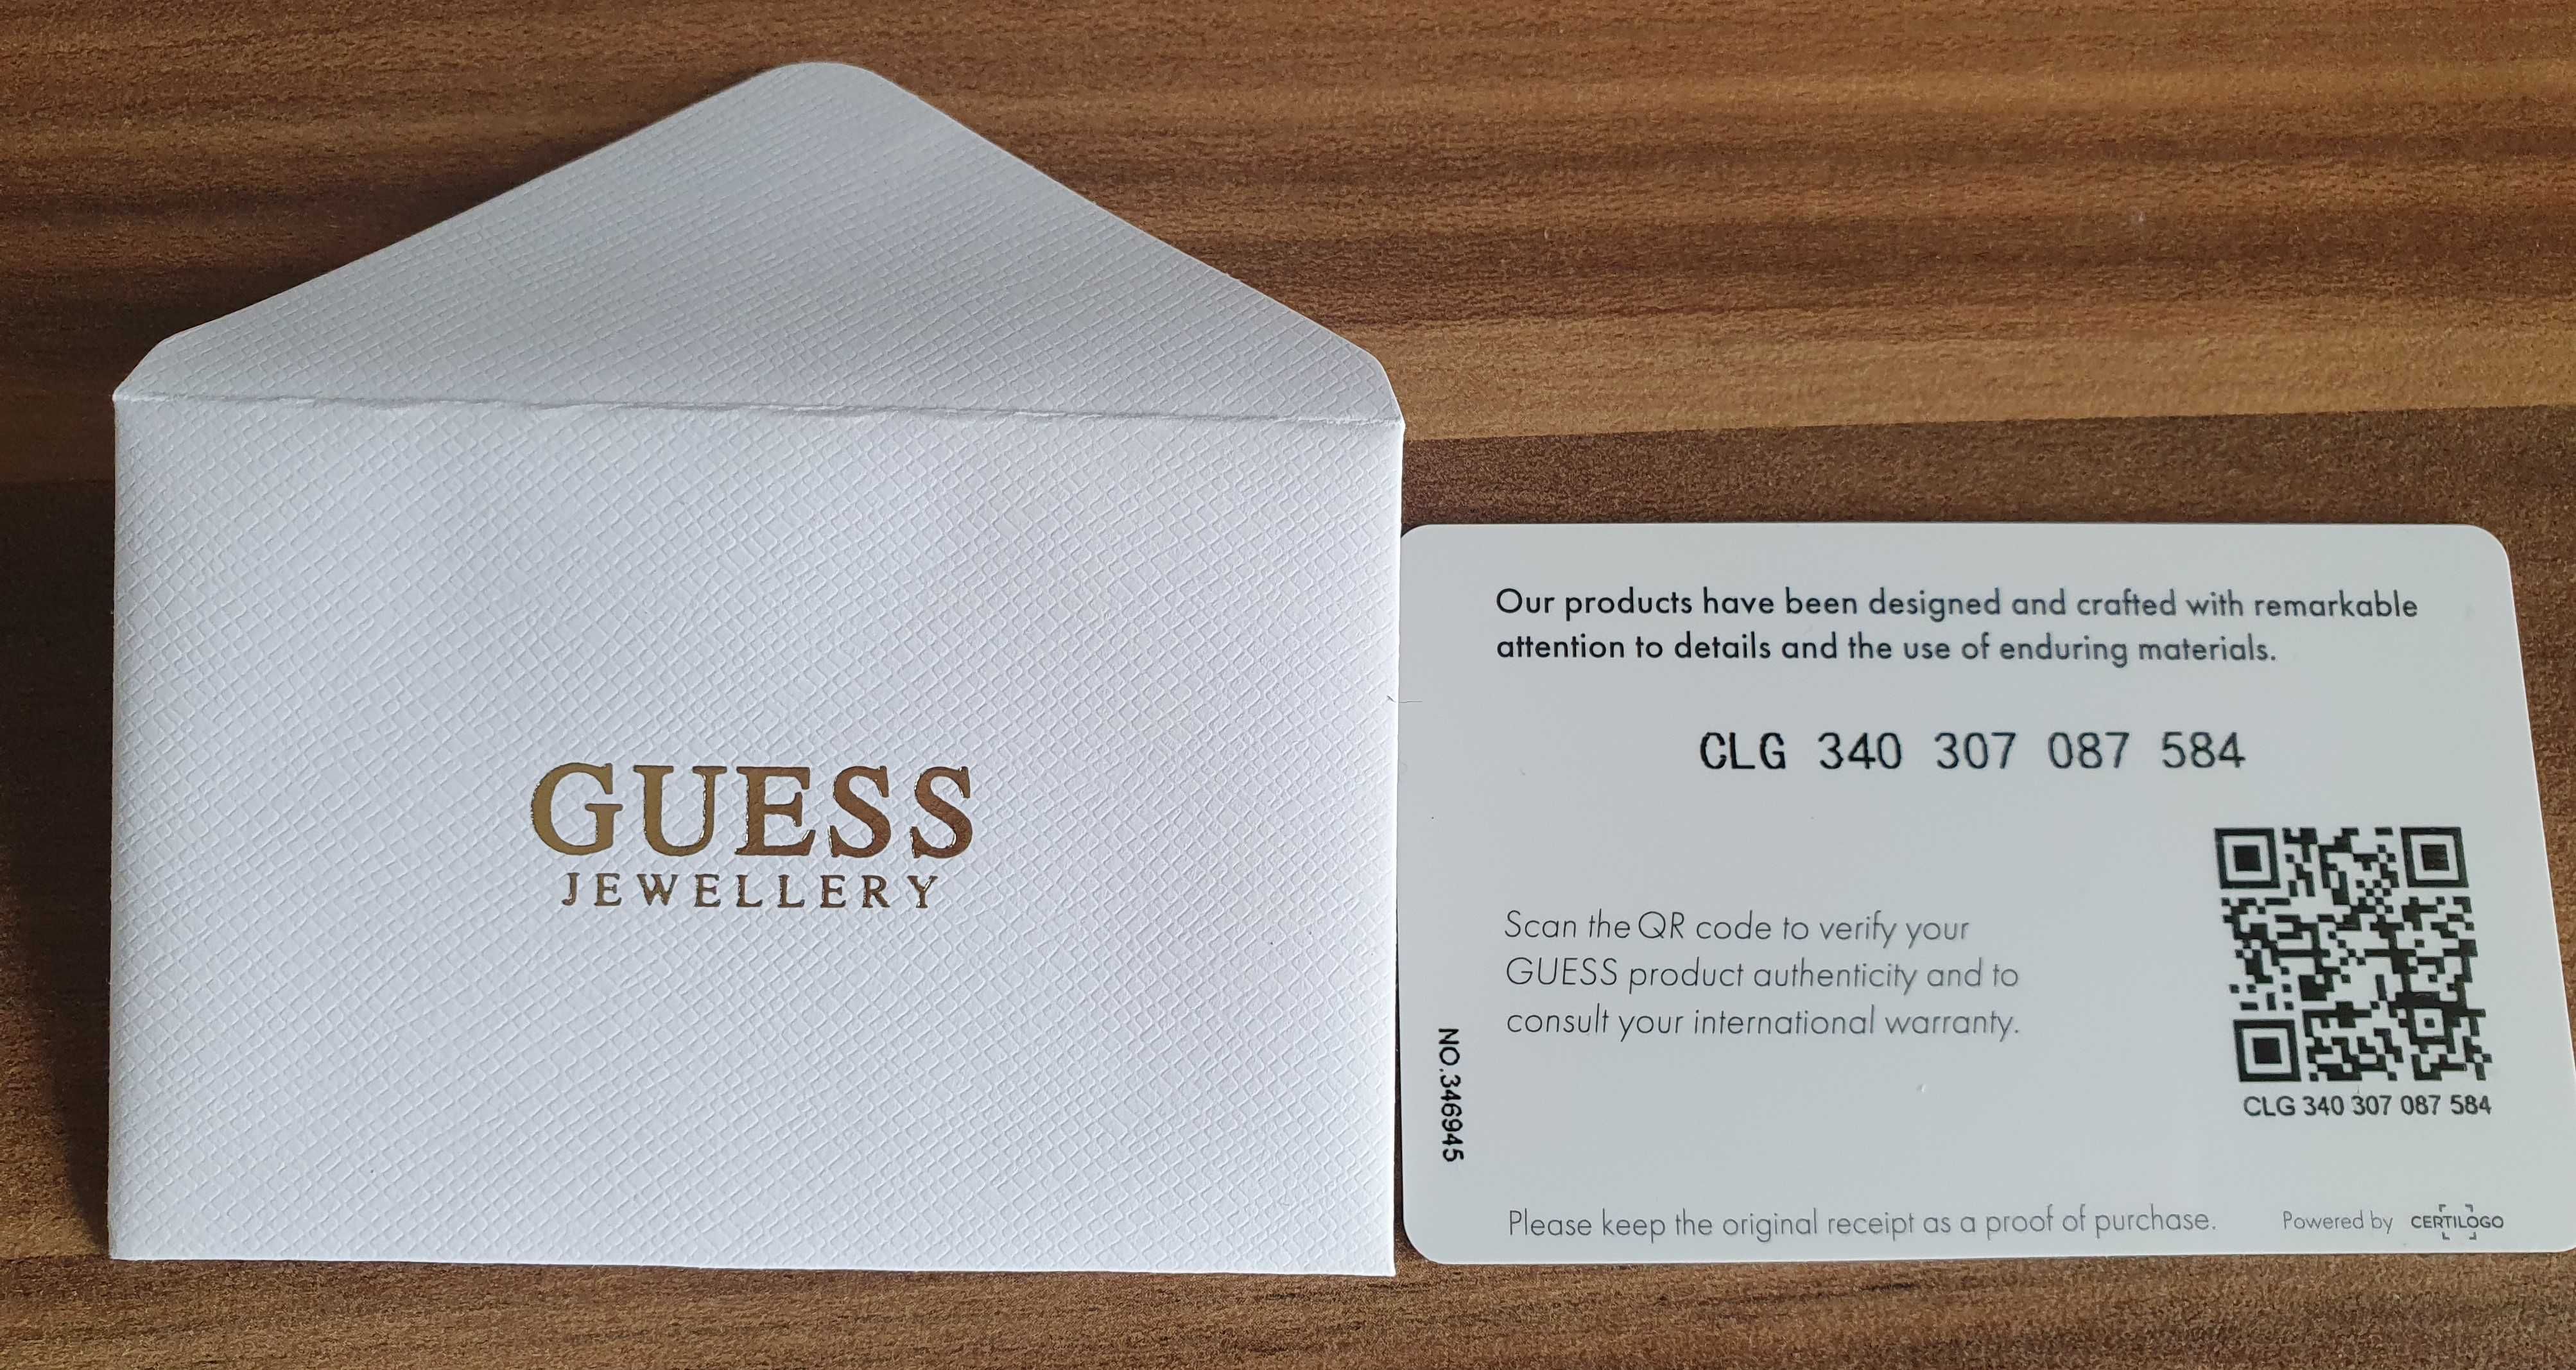 GUESS
JEWELLERY
Our products have been designed and crafted with remarkable
attention to details and the use of enduring materials.
CLG 340 307 087 584
Scan the QR code to verify your
GUESS product authenticity and to
consult your international warranty.
CLG 340 307 087 584
NO.346945
Please keep the original receipt as a proof of purchase.
Powered by CERTILOGO